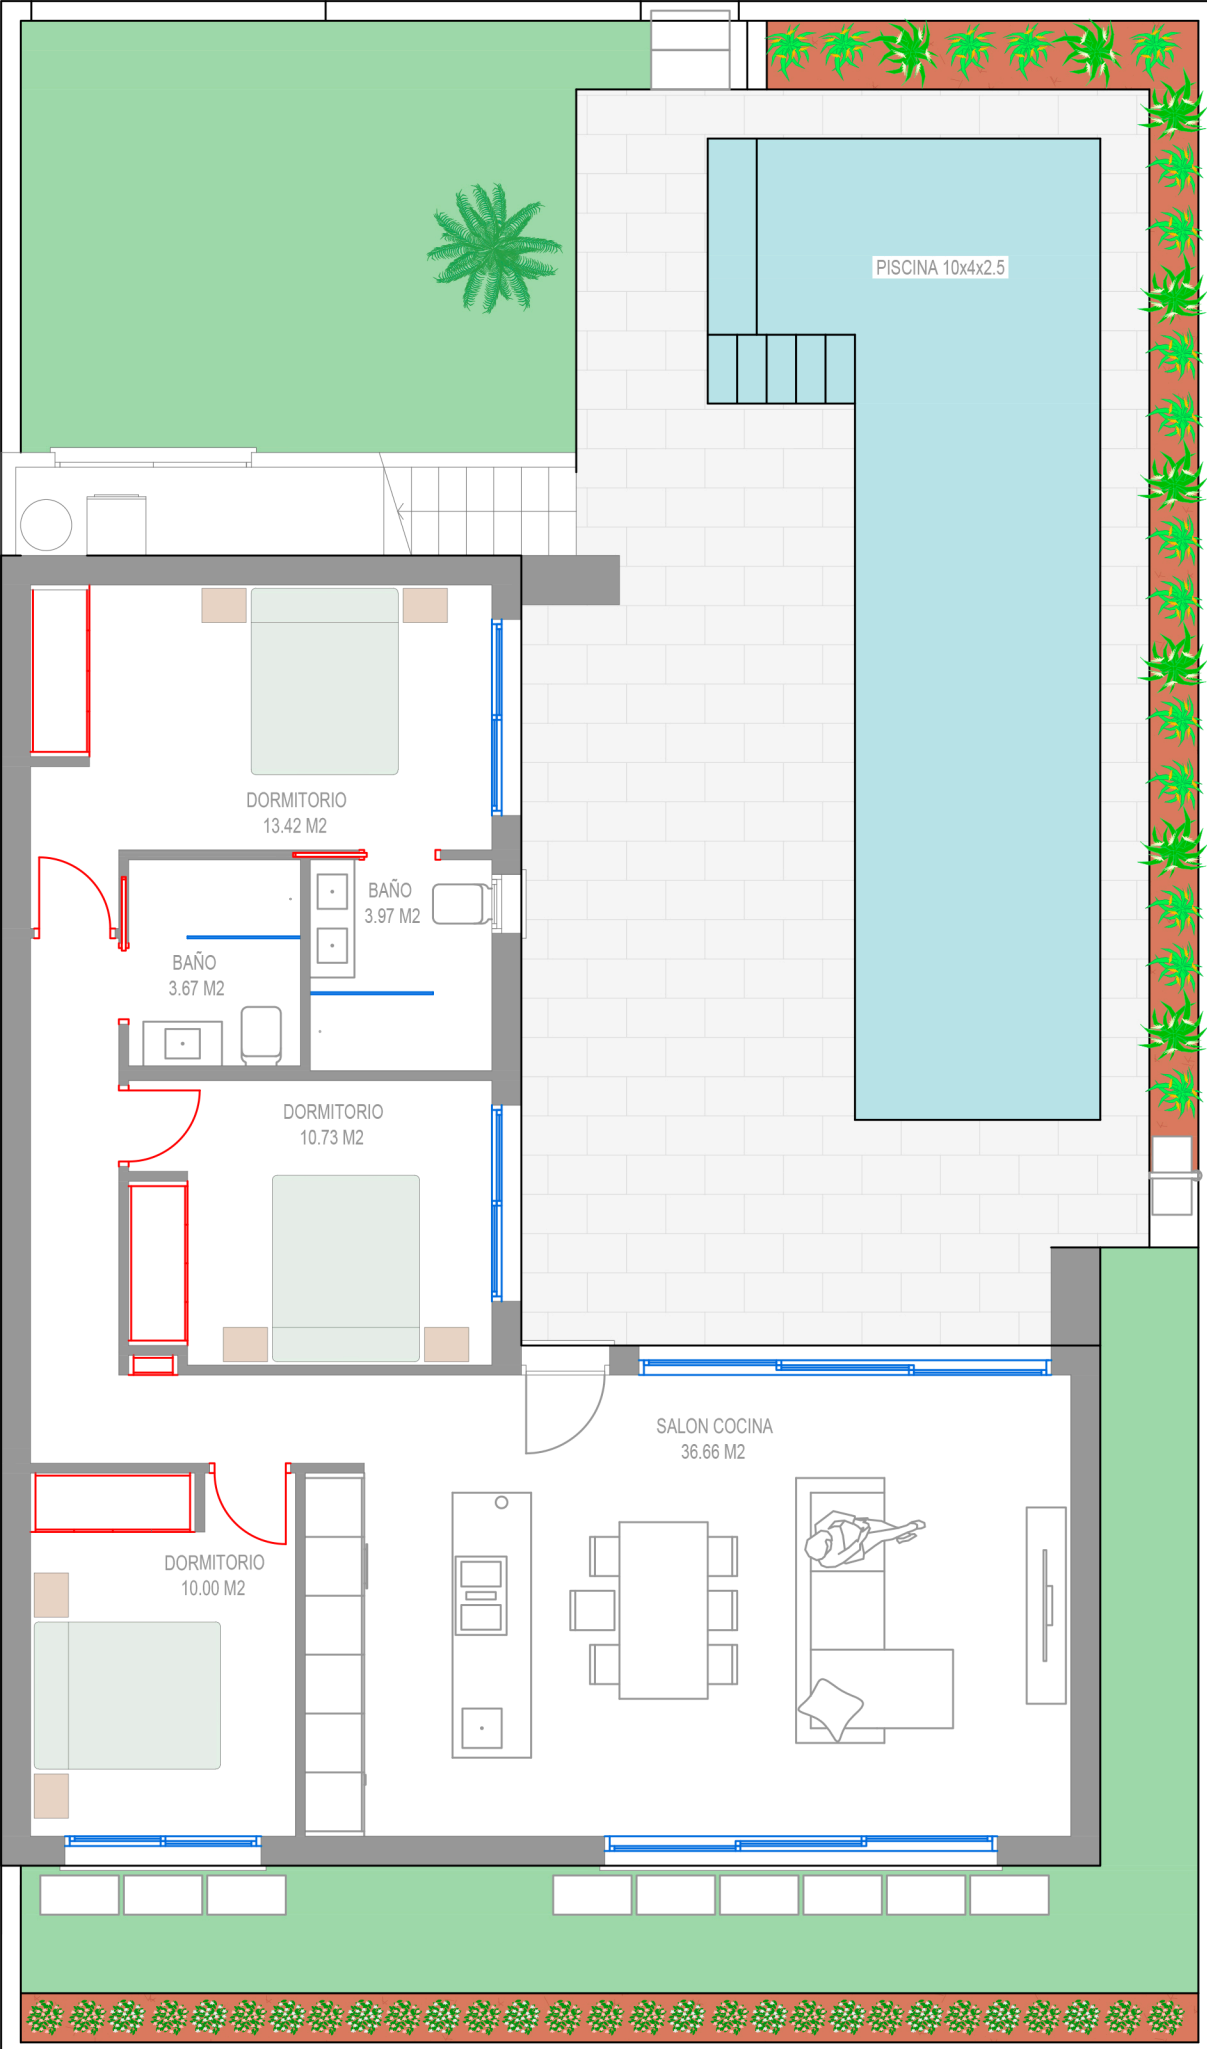 PISCINA 10x4x2.5
DORMITORIO
13.42 M2
BAÑO
3.97 M2
BAÑO
3.67 M2
DORMITORIO
10.73 M2
SALON COCINA
36.66 M2
DORMITORIO
10.00 M2